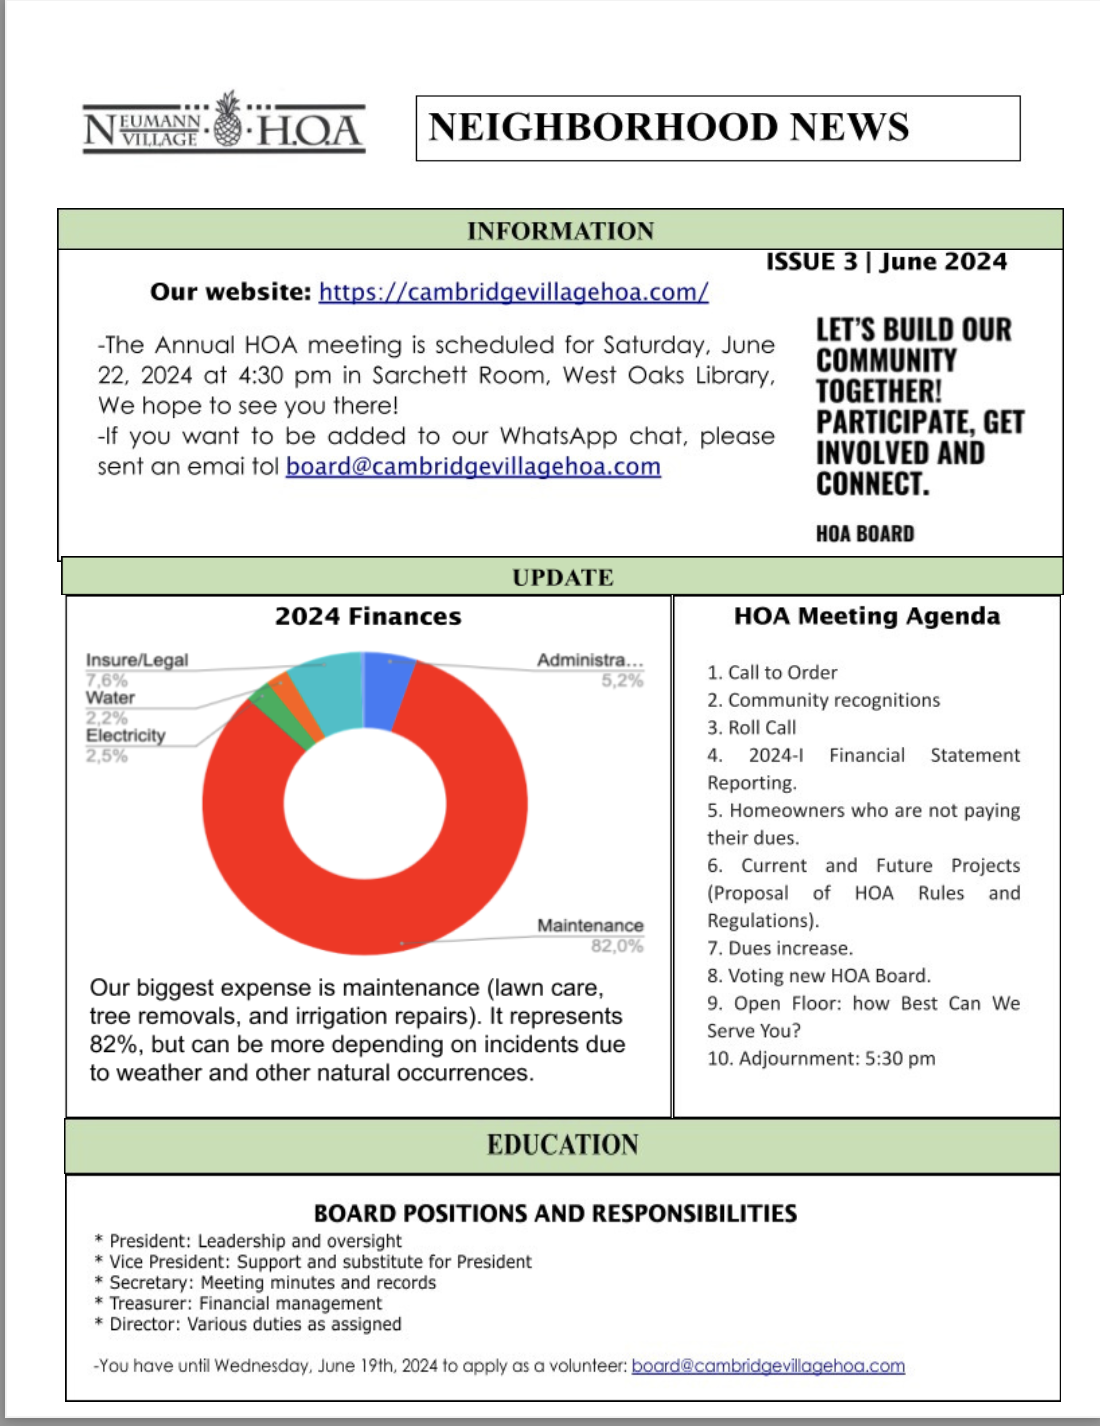 NEUMANN VILLAGE H.O.A
NEIGHBORHOOD NEWS
INFORMATION
ISSUE 3 | June 2024
Our website: https://cambridgevillagehoa.com/
-The Annual HOA meeting is scheduled for Saturday, June
22, 2024 at 4:30 pm in Sarchett Room, West Oaks Library,
We hope to see you there!
-If you want to be added to our WhatsApp chat, please
sent an emai tol board@cambridgevillagehoa.com
LET'S BUILD OUR
COMMUNITY
TOGETHER!
PARTICIPATE, GET
INVOLVED AND
CONNECT.
HOA BOARD
UPDATE
2024 Finances
Insure/Legal
7,6%
Water
2,2%
Electricity
2,5%
Administra...
5,2%
Maintenance
82,0%
Our biggest expense is maintenance (lawn care,
tree removals, and irrigation repairs). It represents
82%, but can be more depending on incidents due
to weather and other natural occurrences.
HOA Meeting Agenda
1. Call to Order
2. Community recognitions
3. Roll Call
4. 2024-I Financial Statement
Reporting.
5. Homeowners who are not paying
their dues.
6. Current and Future Projects
(Proposal of HOA Rules and
Regulations).
7. Dues increase.
8. Voting new HOA Board.
9. Open Floor: how Best Can We
Serve You?
10. Adjournment: 5:30 pm
EDUCATION
BOARD POSITIONS AND RESPONSIBILITIES
* President: Leadership and oversight
* Vice President: Support and substitute for President
* Secretary: Meeting minutes and records
* Treasurer: Financial management
* Director: Various duties as assigned
-You have until Wednesday, June 19th, 2024 to apply as a volunteer: board@cambridgevillagehoa.com